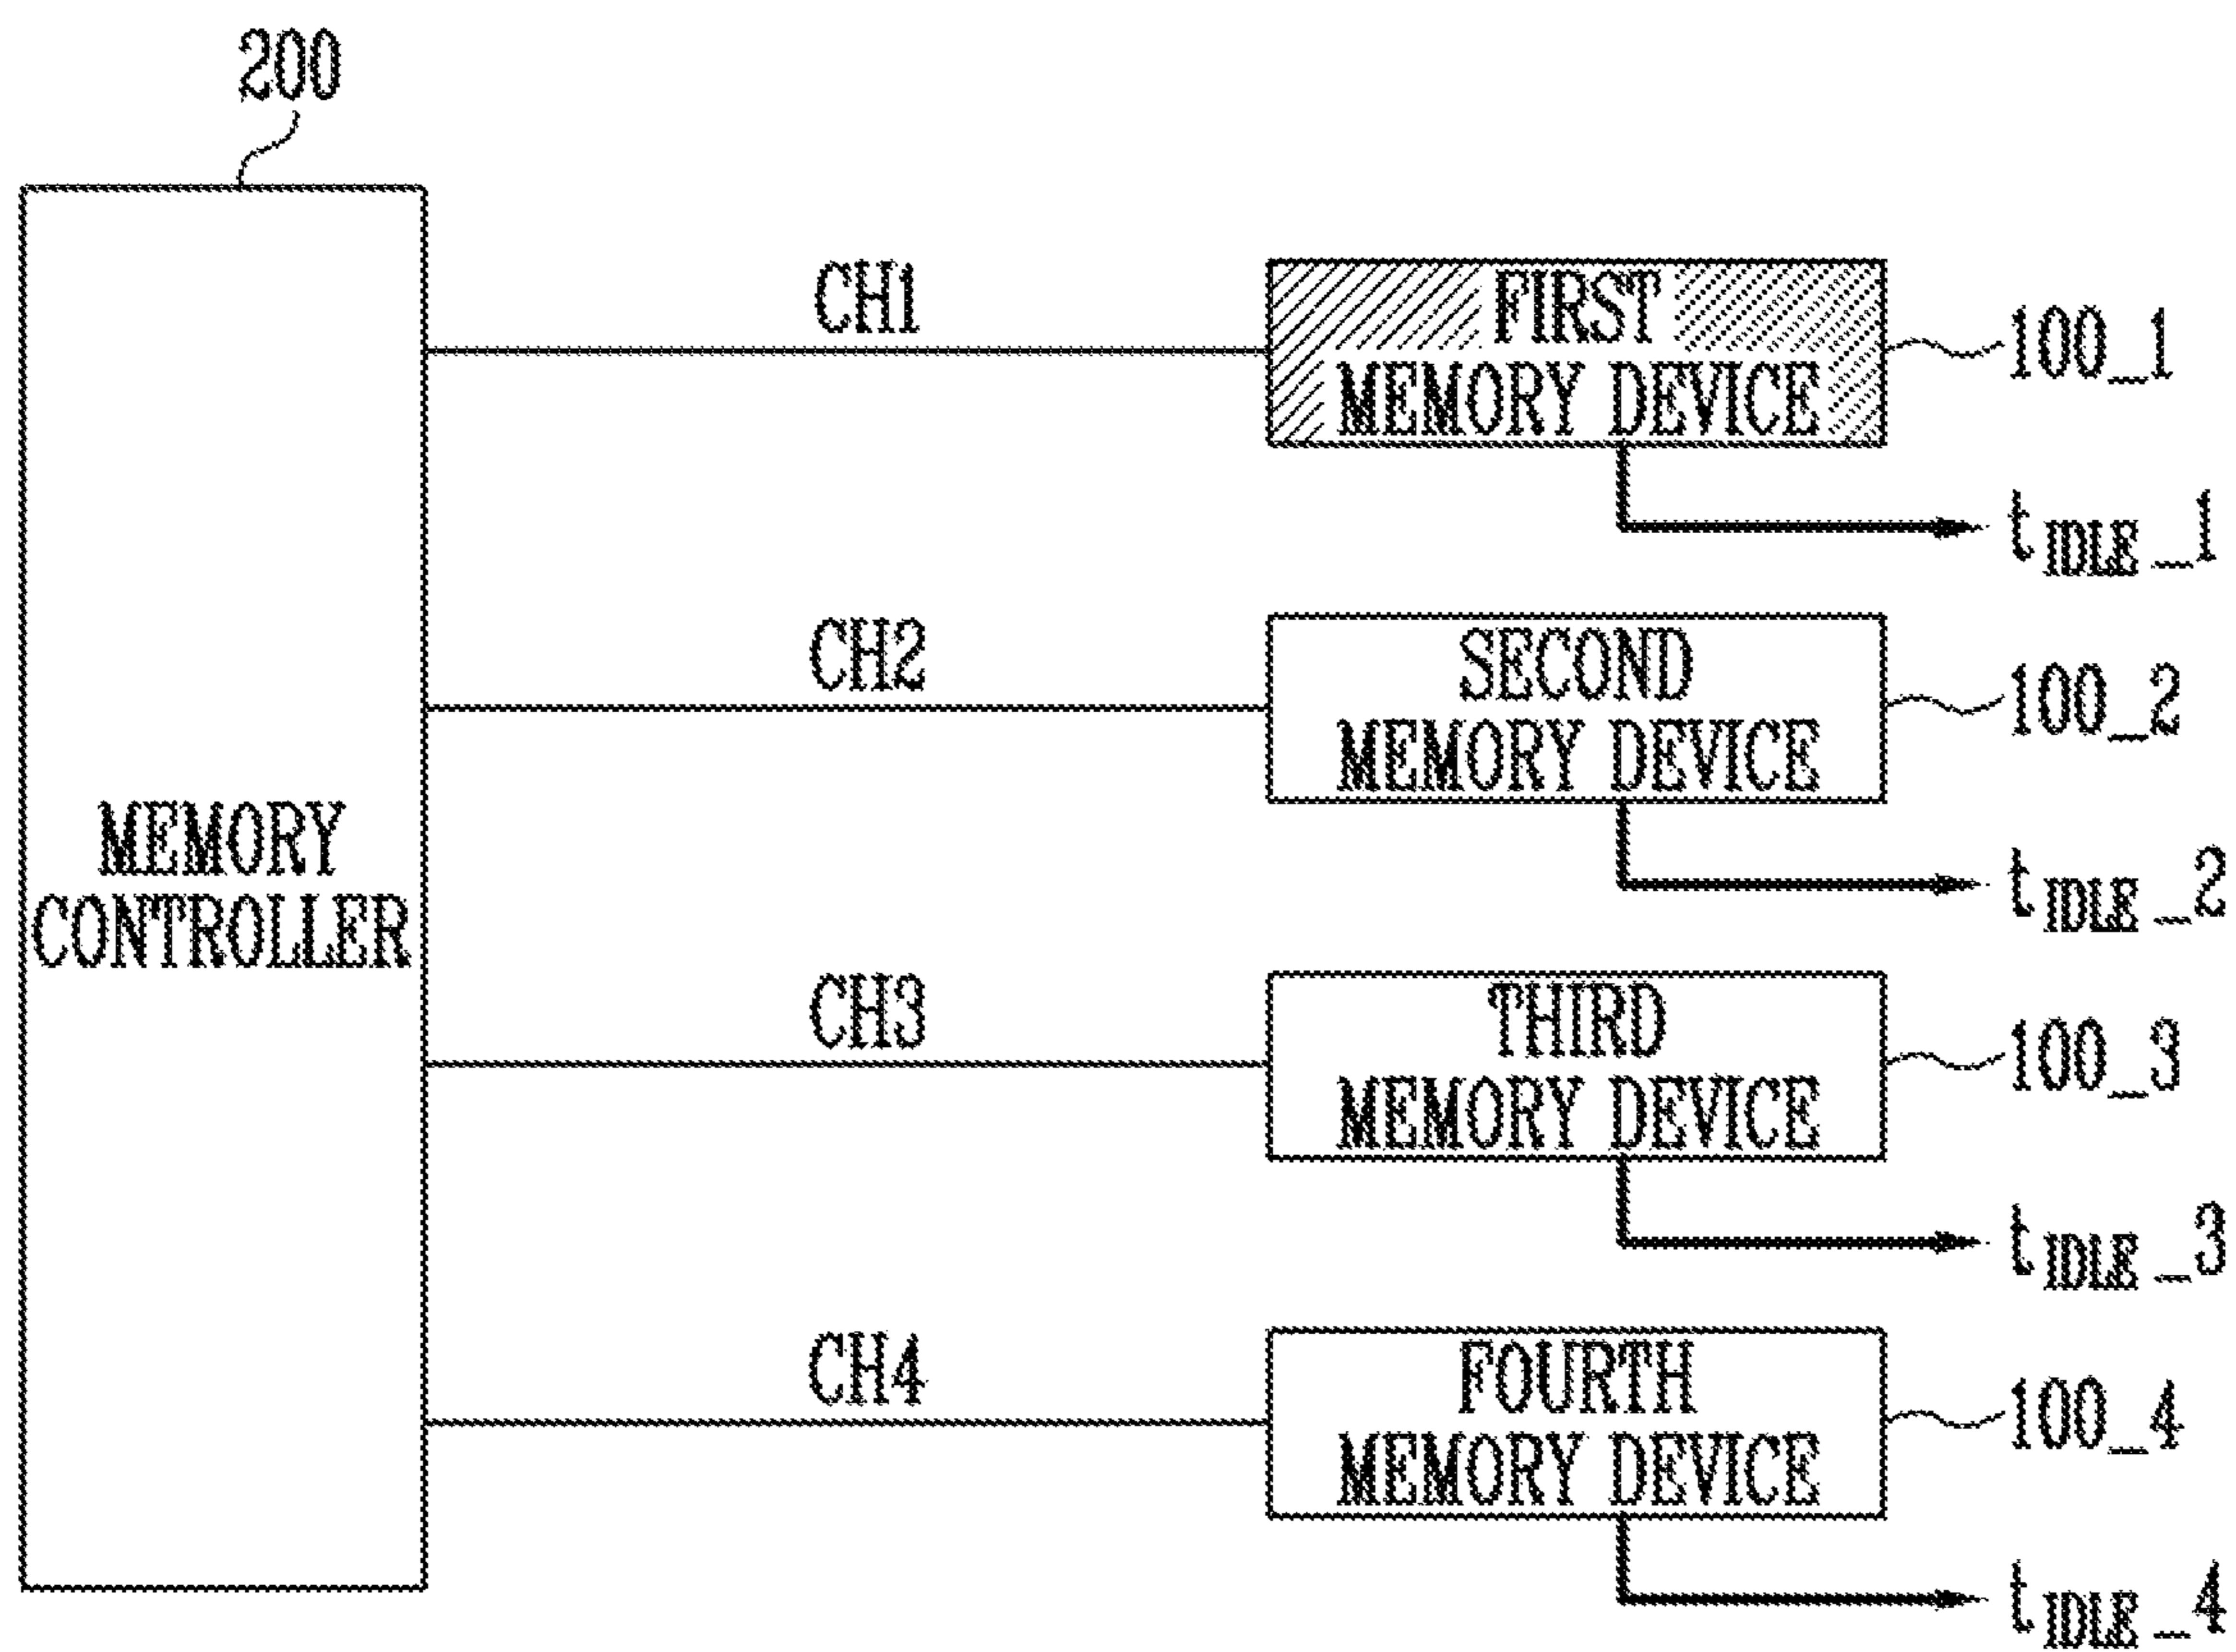 200
CH1
FIRST
MEMORY DEVICE
100_1
tIDLE_1
CH2
SECOND
MEMORY DEVICE
100_2
tIDLE_2
MEMORY
CONTROLLER
CH3
THIRD
MEMORY DEVICE
100_3
tIDLE_3
CH4
FOURTH
MEMORY DEVICE
100_4
tIDLE_4